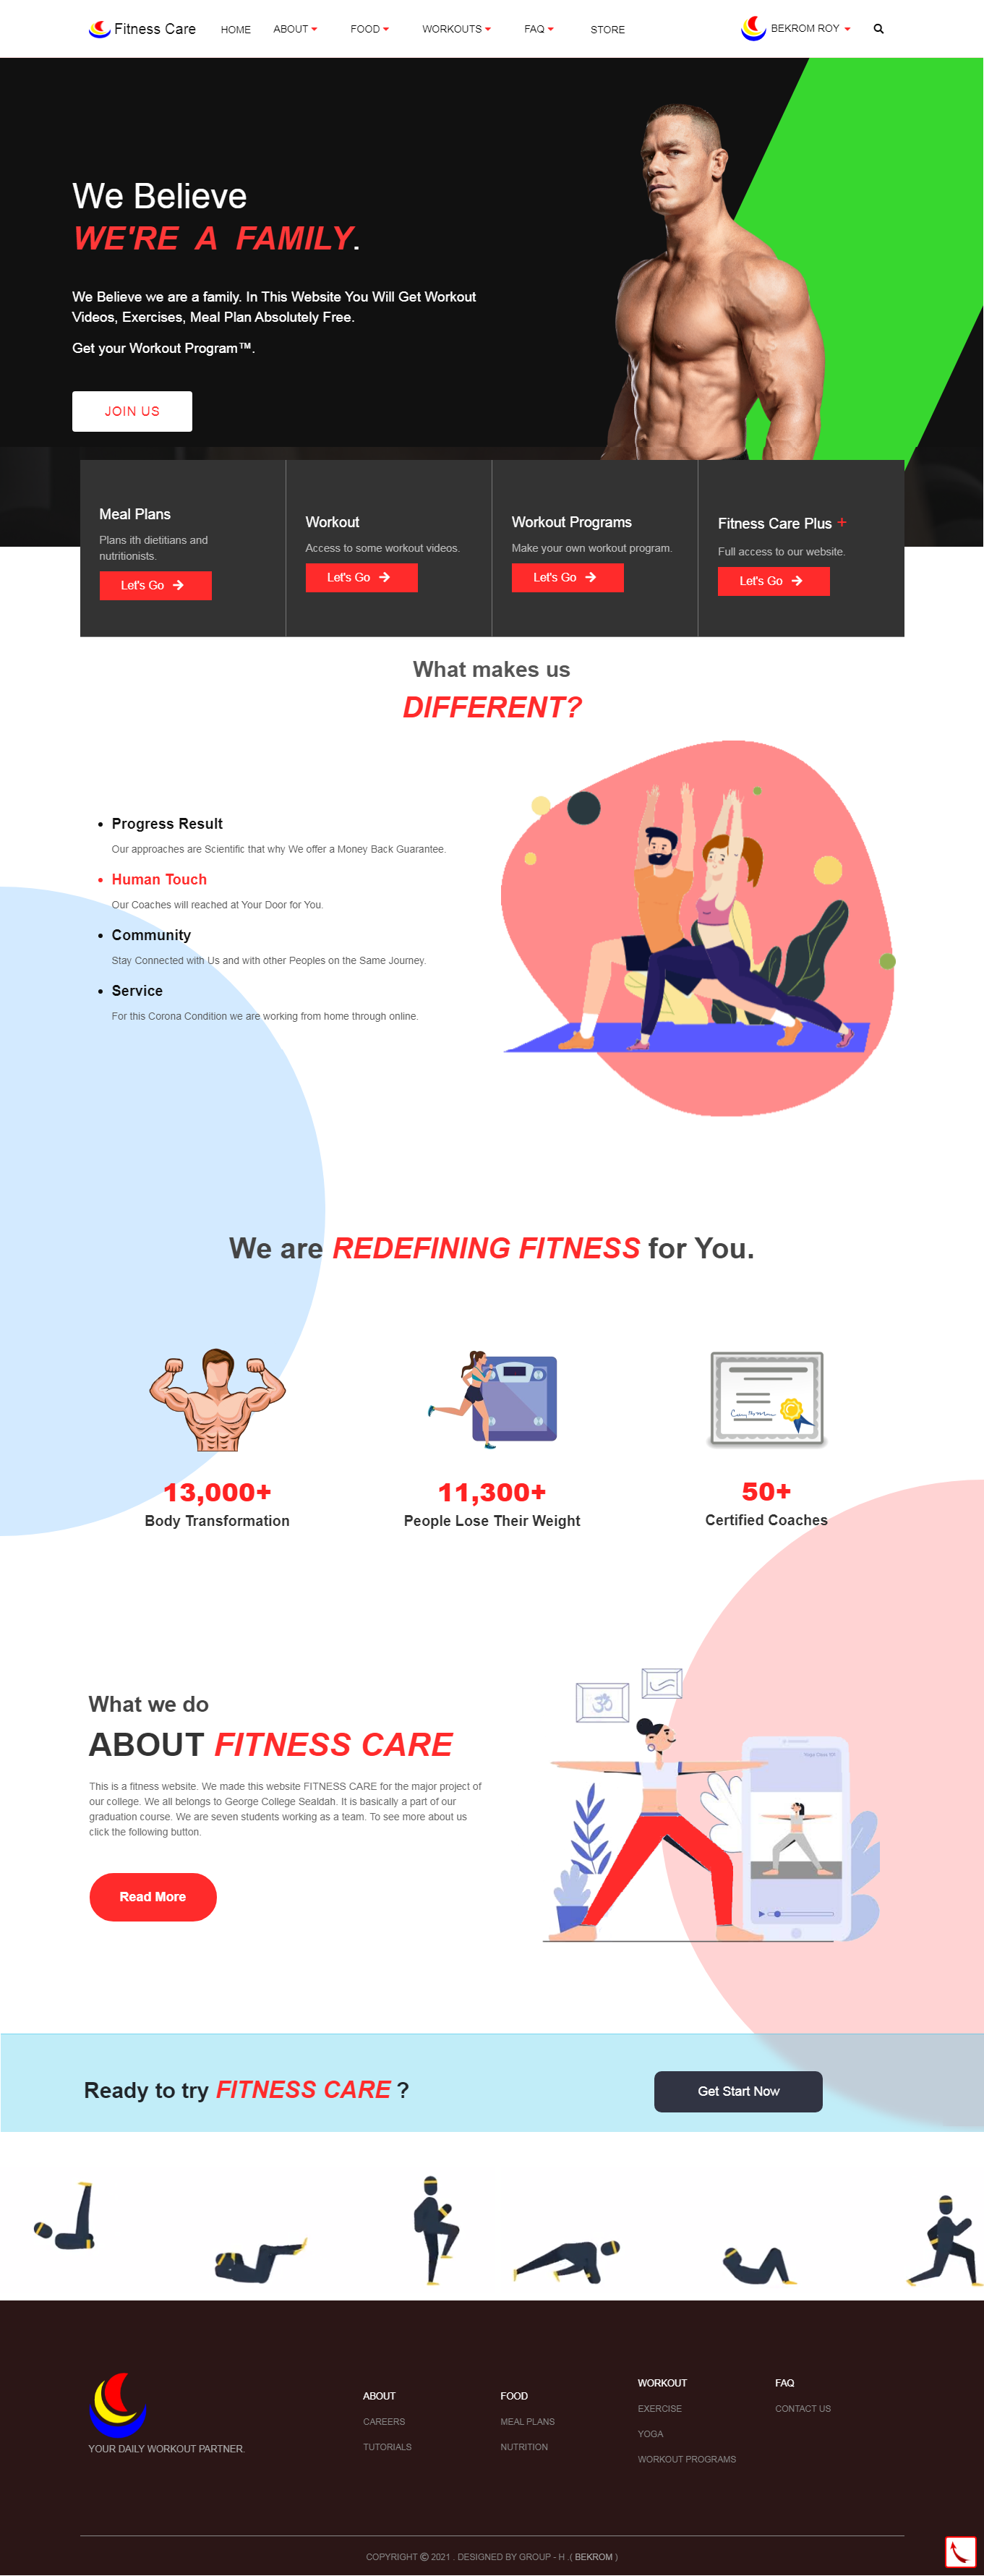 Fitness Care HOME ABOUT FOOD WORKOUTS FAQ STORE BEKROM ROY
We Believe
WE'RE A FAMILY.
We Believe we are a family. In This Website You Will Get Workout
Videos, Exercises, Meal Plan Absolutely Free.
Get your Workout Program™.
JOIN US
Meal Plans
Plans ith dietitians and
nutritionists.
Let's Go
Workout
Access to some workout videos.
Let's Go
Workout Programs
Make your own workout program.
Let's Go
Fitness Care Plus +
Full access to our website.
Let's Go
What makes us
DIFFERENT?
• Progress Result
Our approaches are Scientific that why We offer a Money Back Guarantee.
• Human Touch
Our Coaches will reached at Your Door for You.
• Community
Stay Connected with Us and with other Peoples on the Same Journey.
• Service
For this Corona Condition we are working from home through online.
We are REDEFINING FITNESS for You.
13,000+
Body Transformation
11,300+
People Lose Their Weight
50+
Certified Coaches
What we do
ABOUT FITNESS CARE
This is a fitness website. We made this website FITNESS CARE for the major project of
our college. We all belongs to George College Sealdah. It is basically a part of our
graduation course. We are seven students working as a team. To see more about us
click the following button.
Read More
Ready to try FITNESS CARE ?
Get Start Now
YOUR DAILY WORKOUT PARTNER.
ABOUT
CAREERS
TUTORIALS
FOOD
MEAL PLANS
NUTRITION
WORKOUT
EXERCISE
YOGA
WORKOUT PROGRAMS
FAQ
CONTACT US
COPYRIGHT © 2021 . DESIGNED BY GROUP - H .( BEKROM )